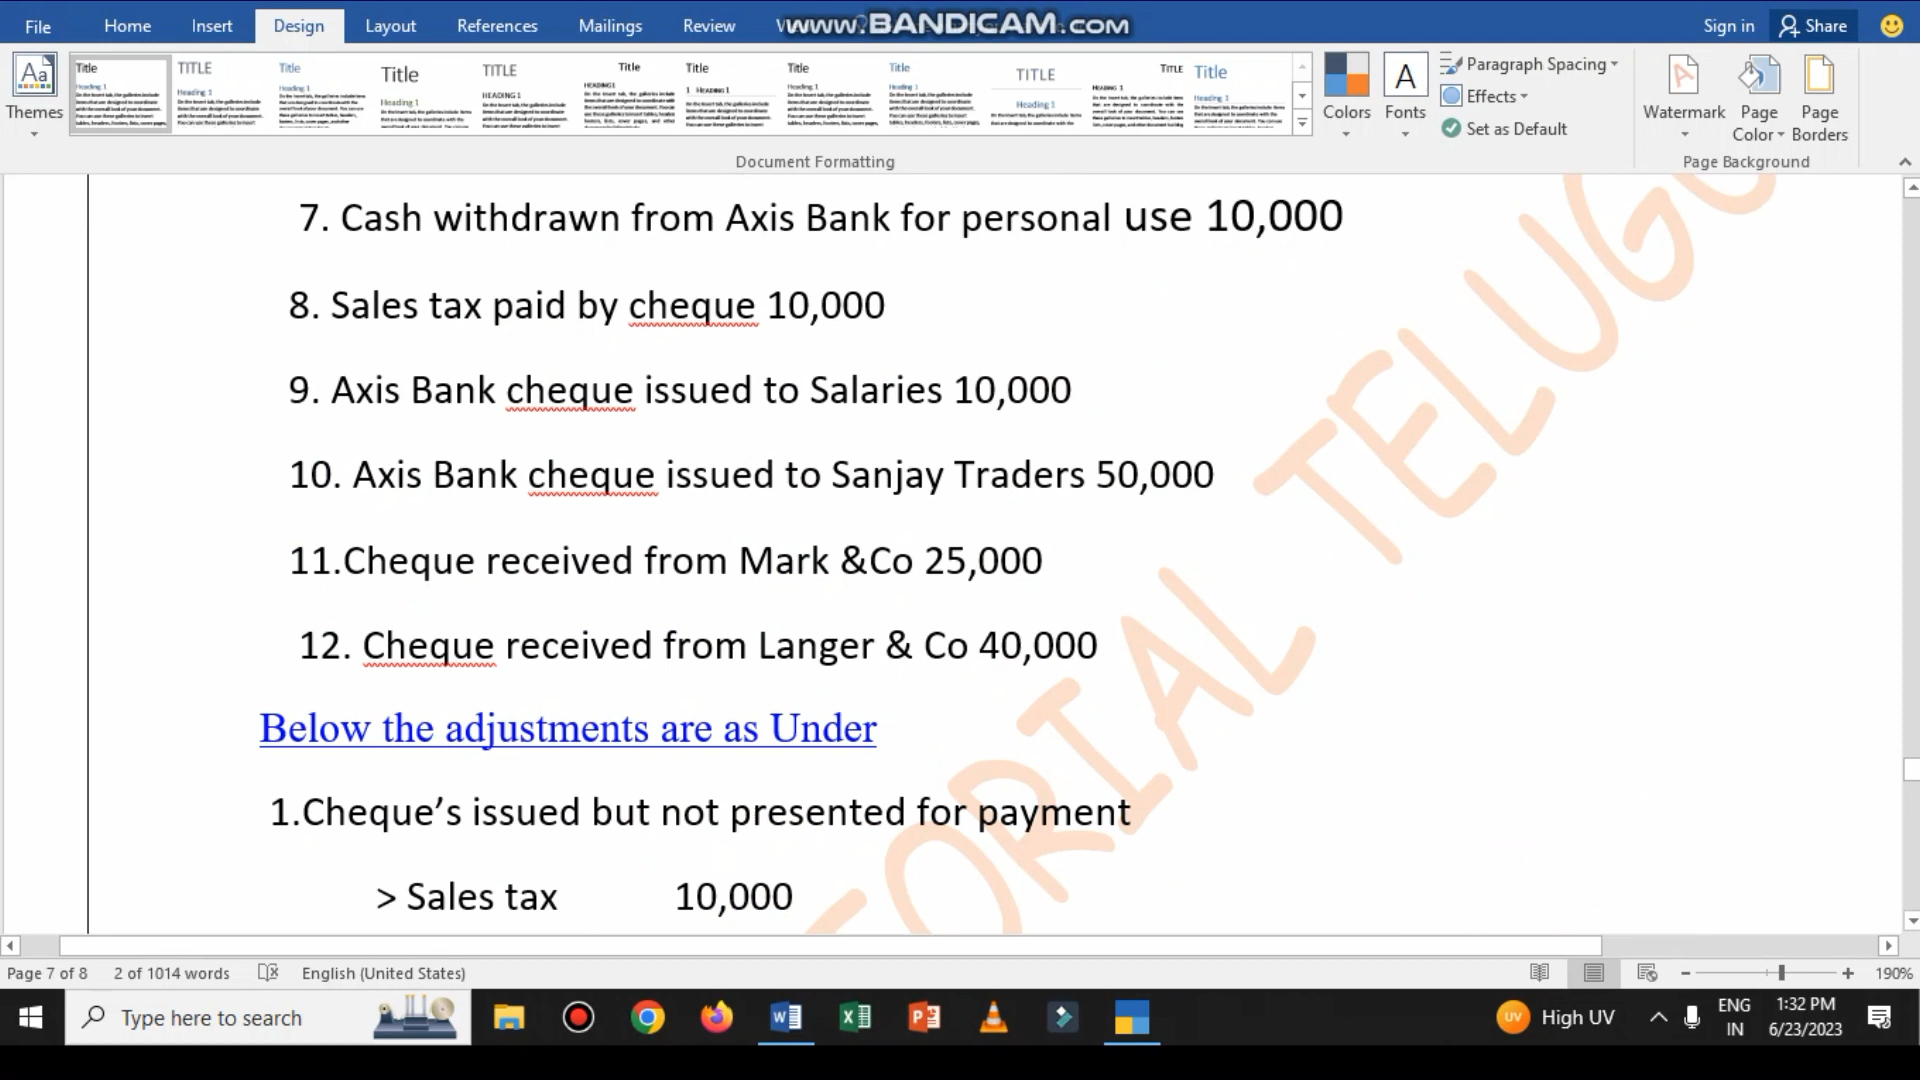 File Home Insert Design Layout References Mailings Review www.BANDICAM.com Sign in Share
Themes
Colors
Fonts
Paragraph Spacing
Effects
Set as Default
Watermark
Page Color
Page Borders
Document Formatting
Page Background
7. Cash withdrawn from Axis Bank for personal use 10,000
8. Sales tax paid by cheque 10,000
9. Axis Bank cheque issued to Salaries 10,000
10. Axis Bank cheque issued to Sanjay Traders 50,000
11.Cheque received from Mark &Co 25,000
12. Cheque received from Langer & Co 40,000
Below the adjustments are as Under
1.Cheque’s issued but not presented for payment
> Sales tax 10,000
TORIAL TELUGU
Page 7 of 8 2 of 1014 words English (United States) 190%
Type here to search
High UV
ENG
IN
1:32 PM
6/23/2023